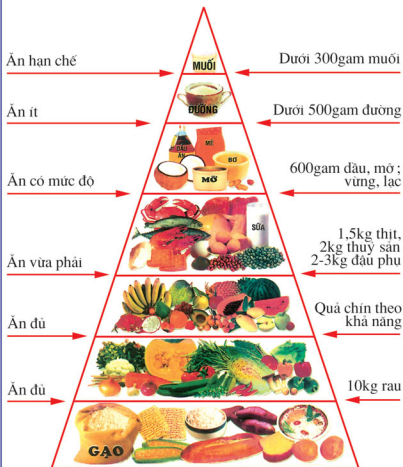 MUỐI
Ăn hạn chế
Dưới 300gam muối
ĐƯỜNG
Ăn ít
Dưới 500gam đường
DẦU
ĂN
MÈ
BƠ
MỠ
Ăn có mức độ
600gam dầu, mỡ ;
vừng, lạc
SỮA
Ăn vừa phải
1,5kg thịt,
2kg thuỷ sản
2-3kg đậu phụ
Ăn đủ
Quả chín theo
khả năng
Ăn đủ
10kg rau
GẠO